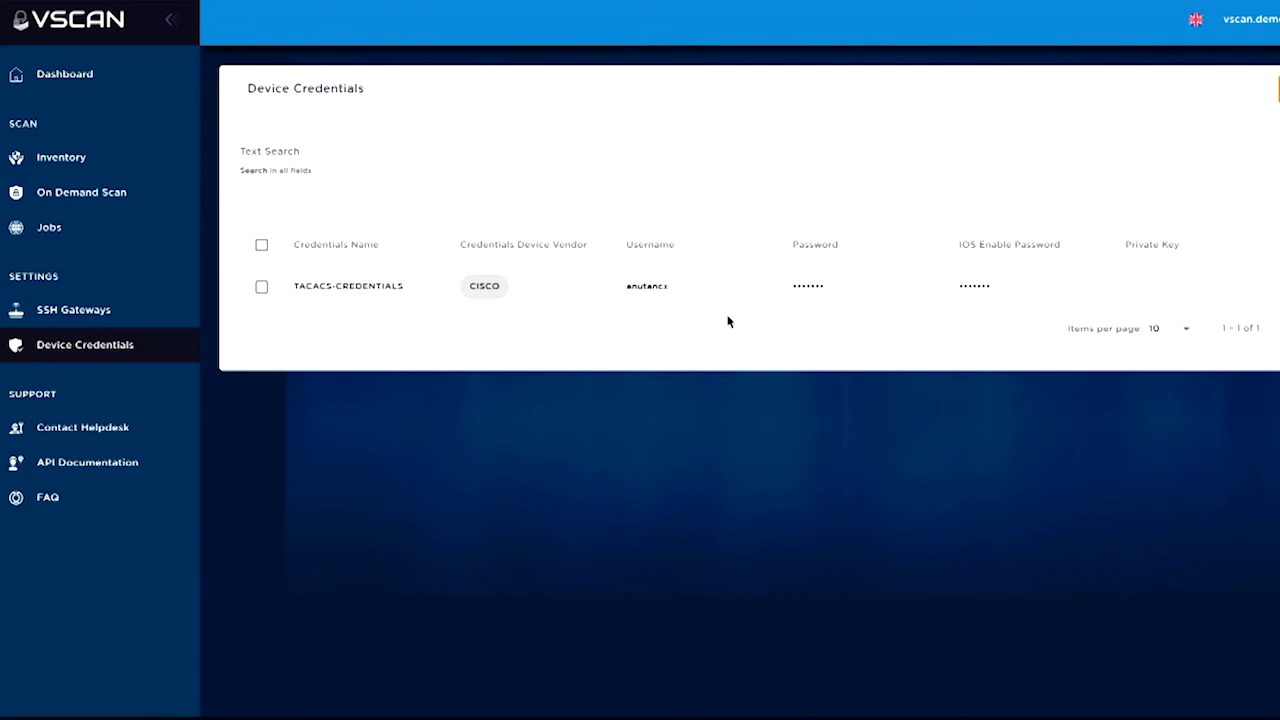 VSCAN
vscan.dem
Dashboard
SCAN
Inventory
On Demand Scan
Jobs
SETTINGS
SSH Gateways
Device Credentials
SUPPORT
Contact Helpdesk
API Documentation
FAQ
Device Credentials
Text Search
Search in all fields
Credentials Name Credentials Device Vendor Username Password IOS Enable Password Private Key
TACACS-CREDENTIALS CISCO anutancx ••••••• •••••••
Items per page: 10 1 – 1 of 1